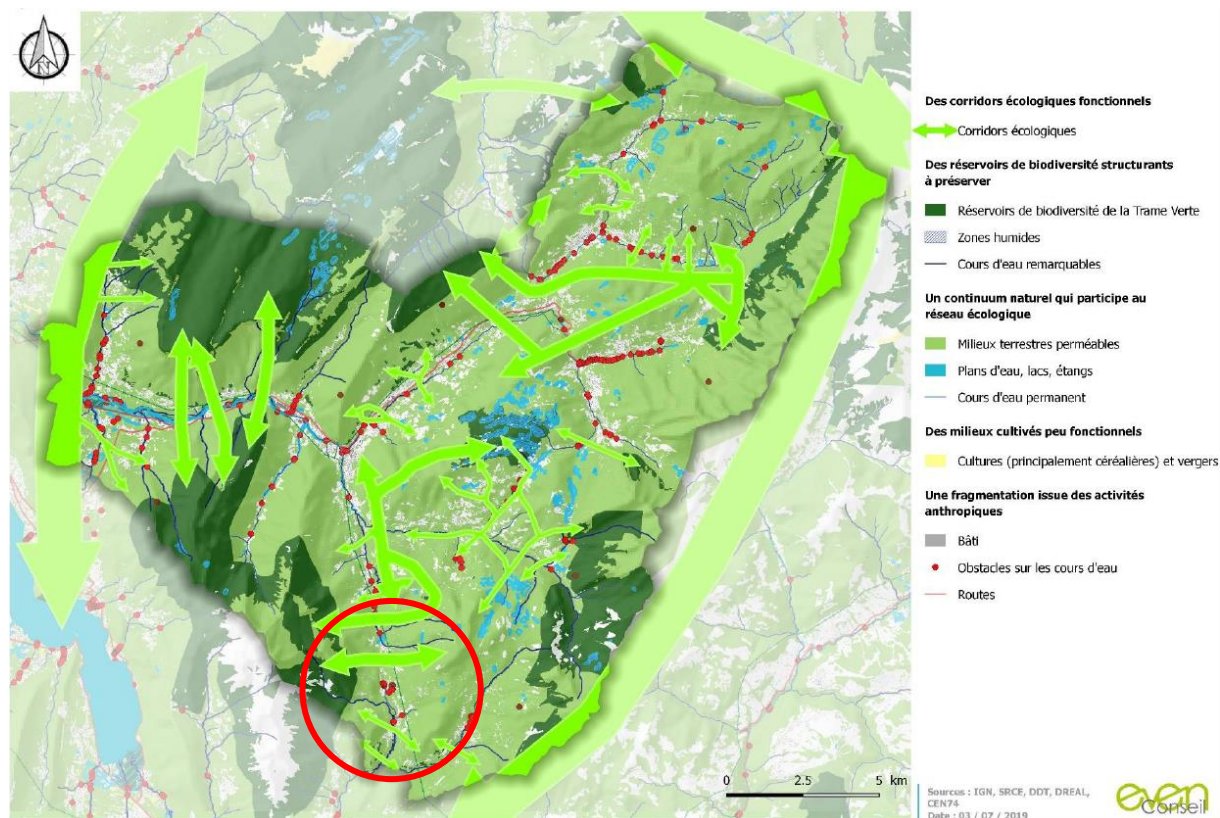 N
Des corridors écologiques fonctionnels
Corridors écologiques
Des réservoirs de biodiversité structurants
à préserver
Réservoirs de biodiversité de la Trame Verte
Zones humides
Cours d'eau remarquables
Un continuum naturel qui participe au
réseau écologique
Milieux terrestres perméables
Plans d'eau, lacs, étangs
Cours d'eau permanent
Des milieux cultivés peu fonctionnels
Cultures (principalement céréalières) et vergers
Une fragmentation issue des activités
anthropiques
Bâti
Obstacles sur les cours d'eau
Routes
0 2.5 5 km
Sources : IGN, SRCE, DDT, DREAL,
CEN74
Date : 03 / 07 / 2019
even
Conseil